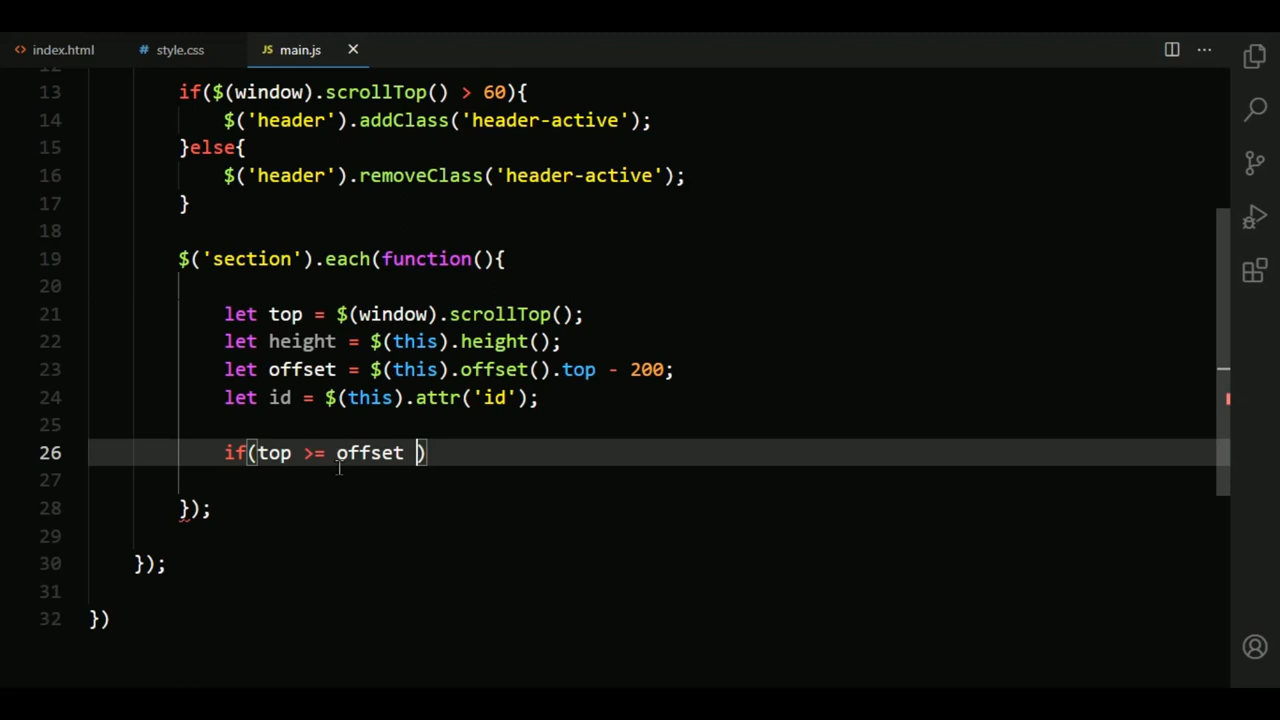 index.html
# style.css
JS main.js
12
13 if($(window).scrollTop() > 60){
14 $('header').addClass('header-active');
15 }else{
16 $('header').removeClass('header-active');
17 }
18
19 $('section').each(function(){
20
21 let top = $(window).scrollTop();
22 let height = $(this).height();
23 let offset = $(this).offset().top - 200;
24 let id = $(this).attr('id');
25
26 if(top >= offset )
27
28 });
29
30 });
31
32 })